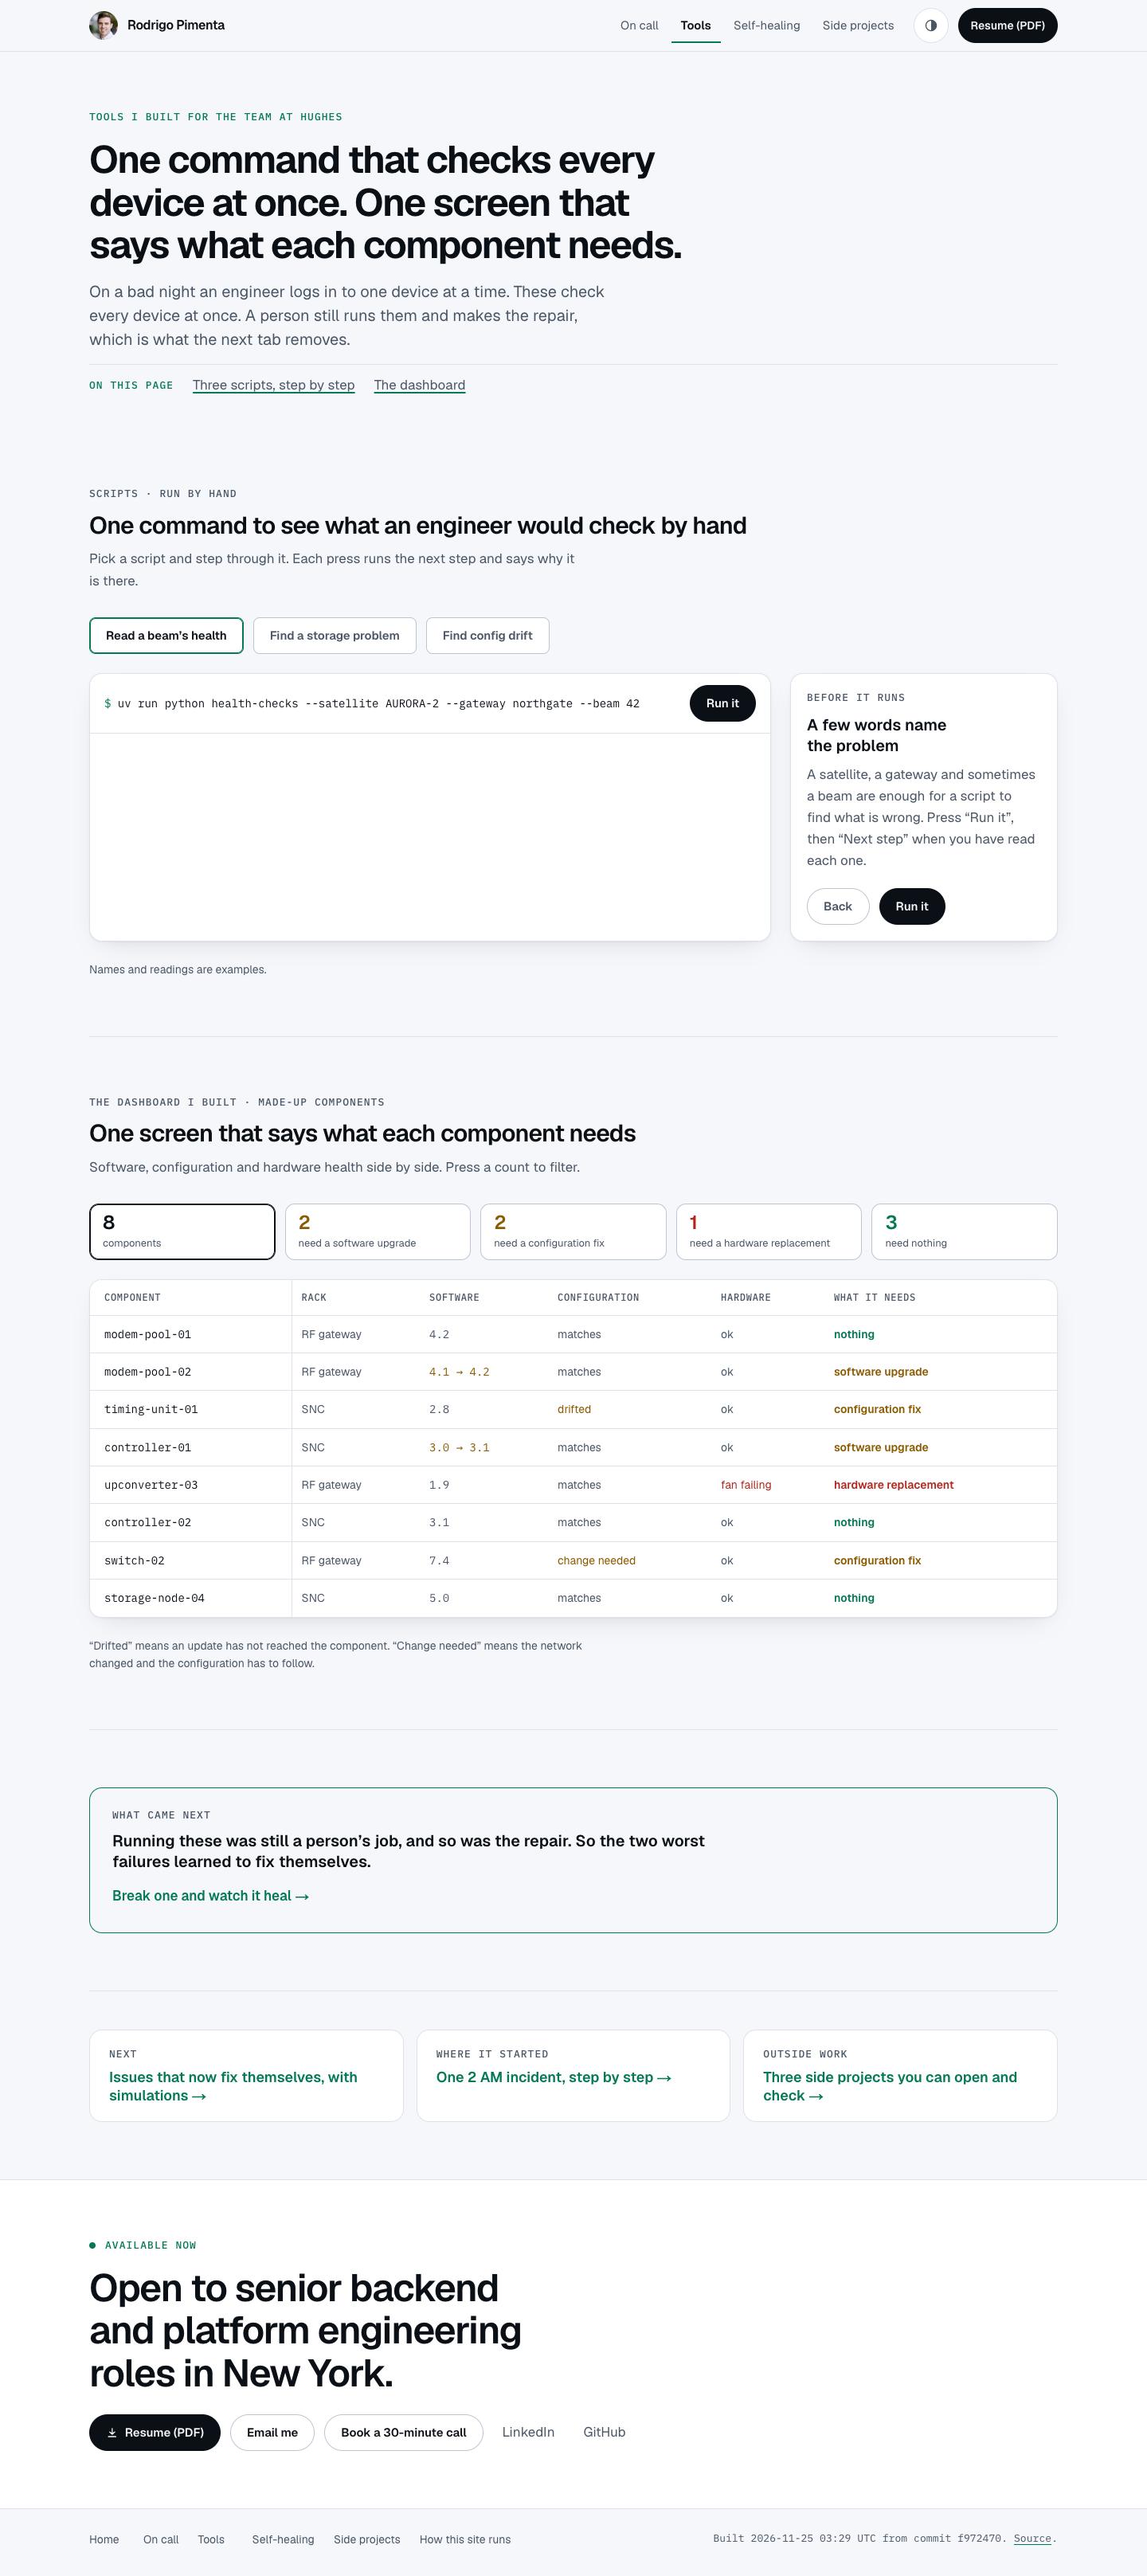 Rodrigo Pimenta
On call
Tools
Self-healing
Side projects
Resume (PDF)
TOOLS I BUILT FOR THE TEAM AT HUGHES
One command that checks every
device at once. One screen that
says what each component needs.
On a bad night an engineer logs in to one device at a time. These check
every device at once. A person still runs them and makes the repair,
which is what the next tab removes.
ON THIS PAGE Three scripts, step by step The dashboard
SCRIPTS · RUN BY HAND
One command to see what an engineer would check by hand
Pick a script and step through it. Each press runs the next step and says why it
is there.
Read a beam’s health
Find a storage problem
Find config drift
$ uv run python health-checks --satellite AURORA-2 --gateway northgate --beam 42
Run it
BEFORE IT RUNS
A few words name
the problem
A satellite, a gateway and sometimes
a beam are enough for a script to
find what is wrong. Press “Run it”,
then “Next step” when you have read
each one.
Back
Run it
Names and readings are examples.
THE DASHBOARD I BUILT · MADE-UP COMPONENTS
One screen that says what each component needs
Software, configuration and hardware health side by side. Press a count to filter.
8
components
2
need a software upgrade
2
need a configuration fix
1
need a hardware replacement
3
need nothing
COMPONENT RACK SOFTWARE CONFIGURATION HARDWARE WHAT IT NEEDS
modem-pool-01 RF gateway 4.2 matches ok nothing
modem-pool-02 RF gateway 4.1 → 4.2 matches ok software upgrade
timing-unit-01 SNC 2.8 drifted ok configuration fix
controller-01 SNC 3.0 → 3.1 matches ok software upgrade
upconverter-03 RF gateway 1.9 matches fan failing hardware replacement
controller-02 SNC 3.1 matches ok nothing
switch-02 RF gateway 7.4 change needed ok configuration fix
storage-node-04 SNC 5.0 matches ok nothing
“Drifted” means an update has not reached the component. “Change needed” means the network
changed and the configuration has to follow.
WHAT CAME NEXT
Running these was still a person’s job, and so was the repair. So the two worst
failures learned to fix themselves.
Break one and watch it heal →
NEXT
Issues that now fix themselves, with
simulations →
WHERE IT STARTED
One 2 AM incident, step by step →
OUTSIDE WORK
Three side projects you can open and
check →
AVAILABLE NOW
Open to senior backend
and platform engineering
roles in New York.
Resume (PDF)
Email me
Book a 30-minute call
LinkedIn
GitHub
Home On call Tools Self-healing Side projects How this site runs
Built 2026-11-25 03:29 UTC from commit f972470. Source.